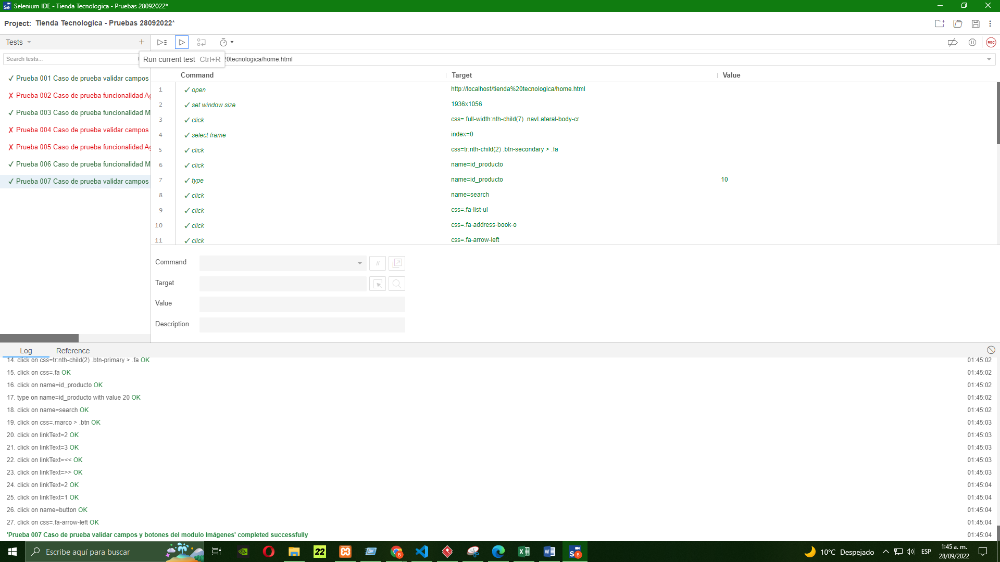 Selenium IDE - Tienda Tecnologica - Pruebas 28092022*
Project: Tienda Tecnologica - Pruebas 28092022*
Tests
Search tests...
Run current test Ctrl+R
20tecnologica/home.html
REC
✓ Prueba 001 Caso de prueba validar campos
✗ Prueba 002 Caso de prueba funcionalidad Ag
✓ Prueba 003 Caso de prueba funcionalidad M
✗ Prueba 004 Caso de prueba validar campos
✗ Prueba 005 Caso de prueba funcionalidad Ag
✓ Prueba 006 Caso de prueba funcionalidad M
✓ Prueba 007 Caso de prueba validar campos
Command Target Value
1 ✓ open http://localhost/tienda%20tecnologica/home.html
2 ✓ set window size 1936x1056
3 ✓ click css=.full-width:nth-child(7) .navLateral-body-cr
4 ✓ select frame index=0
5 ✓ click css=tr:nth-child(2) .btn-secondary > .fa
6 ✓ click name=id_producto
7 ✓ type name=id_producto 10
8 ✓ click name=search
9 ✓ click css=.fa-list-ul
10 ✓ click css=.fa-address-book-o
11 ✓ click css=.fa-arrow-left
Command //
Target
Value
Description
Log Reference
14. click on css=tr:nth-child(2) .btn-primary > .fa OK 01:45:02
15. click on css=.fa OK 01:45:02
16. click on name=id_producto OK 01:45:02
17. type on name=id_producto with value 20 OK 01:45:02
18. click on name=search OK 01:45:02
19. click on css=.marco > .btn OK 01:45:03
20. click on linkText=2 OK 01:45:03
21. click on linkText=3 OK 01:45:03
22. click on linkText=<< OK 01:45:03
23. click on linkText=>> OK 01:45:03
24. click on linkText=2 OK 01:45:04
25. click on linkText=1 OK 01:45:04
26. click on name=button OK 01:45:04
27. click on css=.fa-arrow-left OK 01:45:04
'Prueba 007 Caso de prueba validar campos y botones del modulo Imágenes' completed successfully 01:45:04
Escribe aquí para buscar
22
10°C Despejado
ESP
1:45 a. m.
28/09/2022